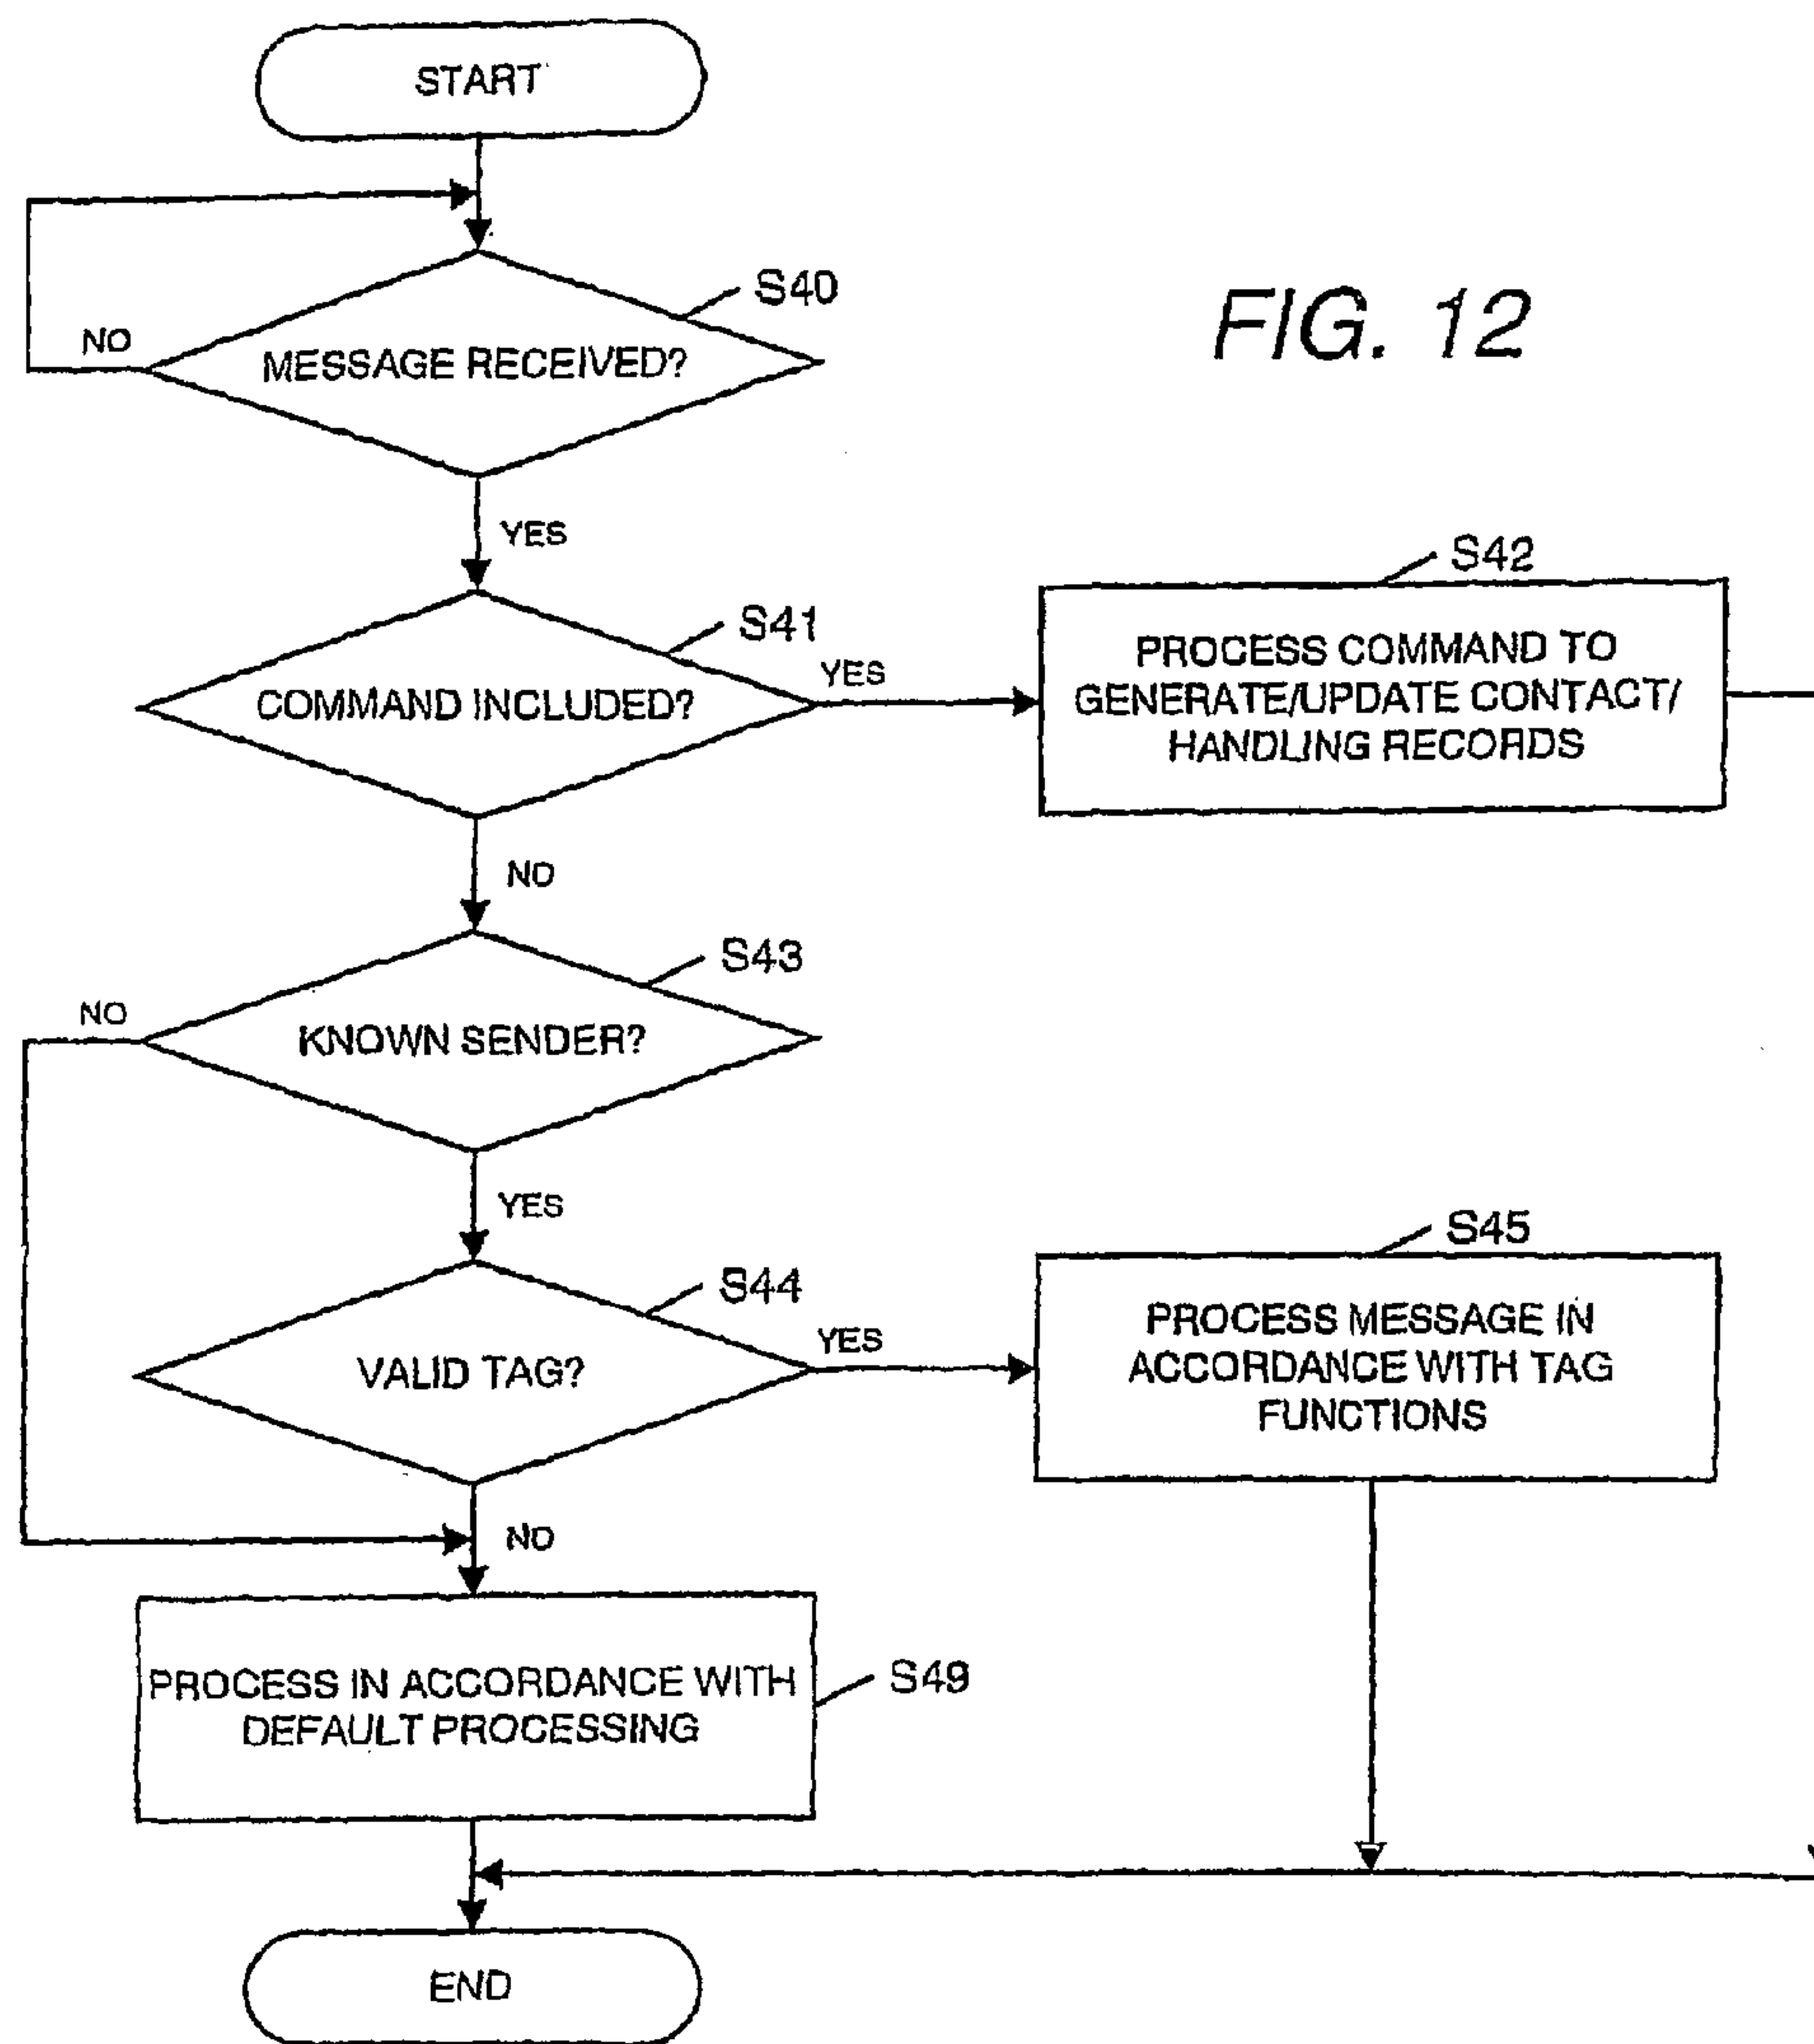 START
S40
FIG. 12
NO
MESSAGE RECEIVED?
YES
S42
S41
YES
PROCESS COMMAND TO
GENERATE/UPDATE CONTACT/
HANDLING RECORDS
COMMAND INCLUDED?
NO
S43
NO
KNOWN SENDER?
YES
S45
S44
YES
PROCESS MESSAGE IN
ACCORDANCE WITH TAG
FUNCTIONS
VALID TAG?
NO
PROCESS IN ACCORDANCE WITH
DEFAULT PROCESSING
S49
END